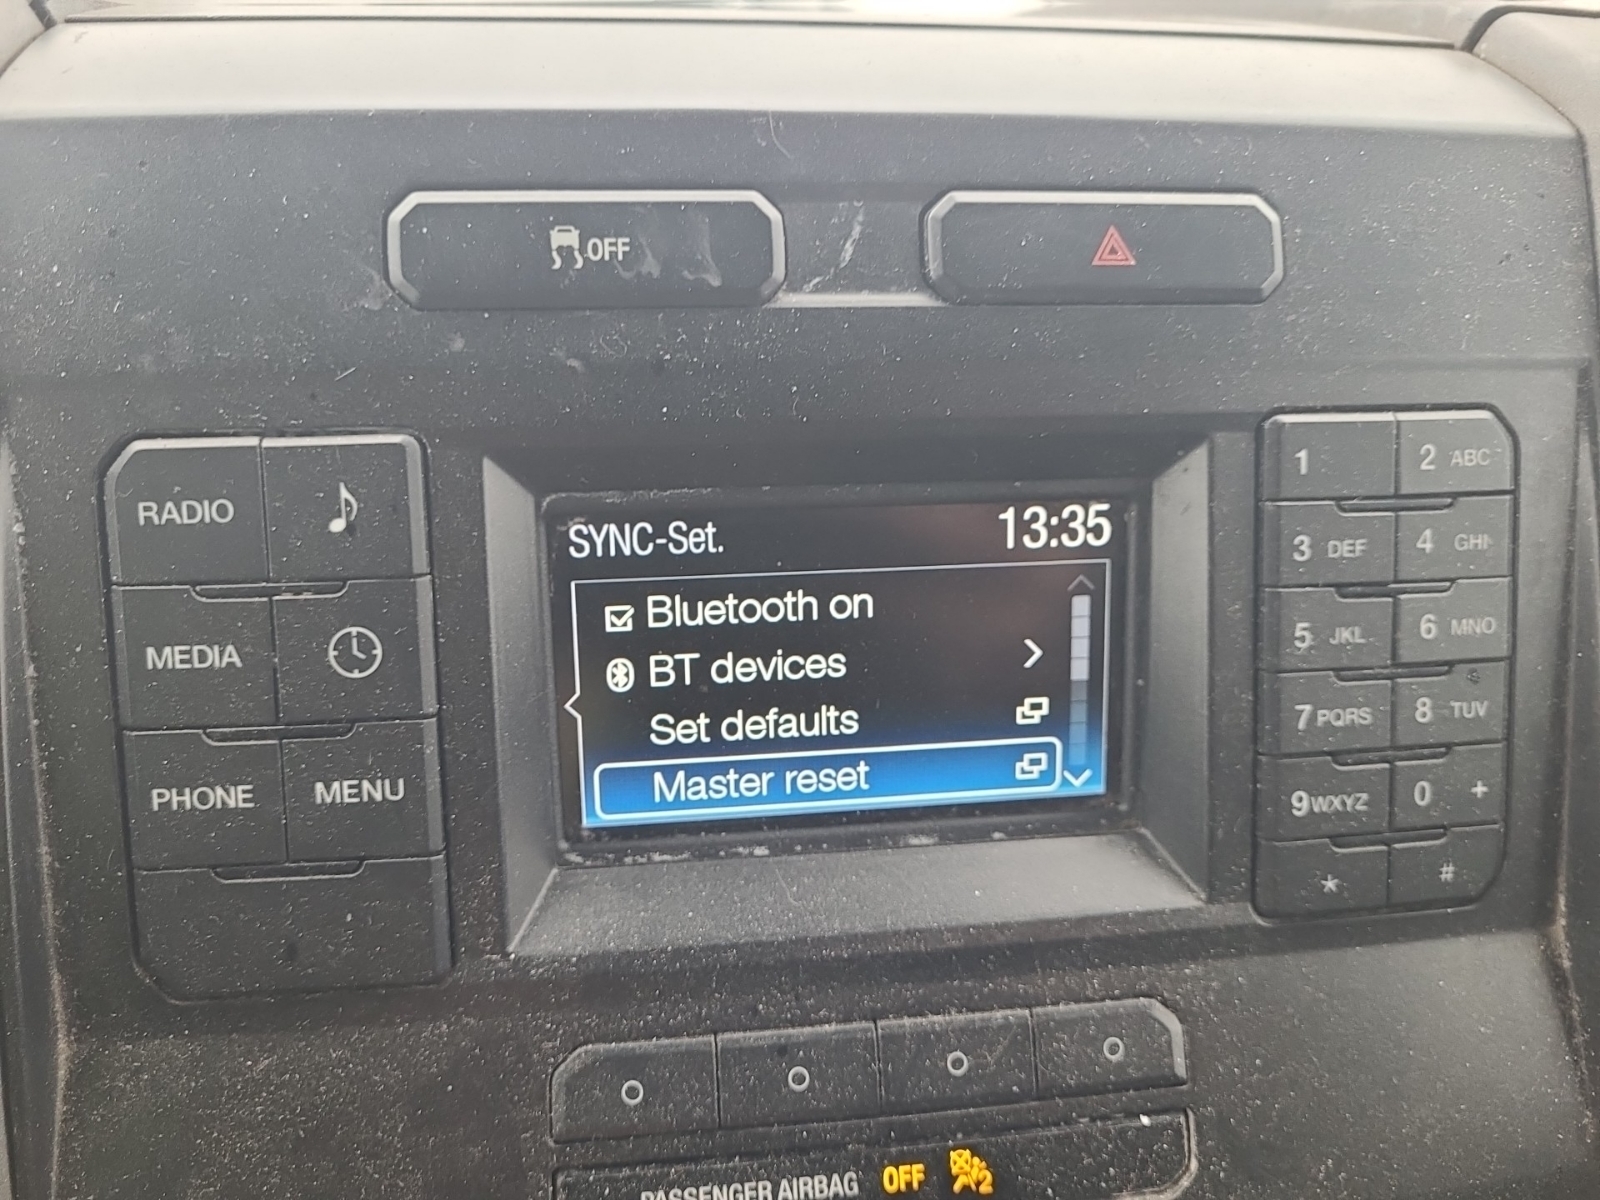 OFF
RADIO
MEDIA
PHONE
MENU
SYNC-Set.
13:35
Bluetooth on
BT devices
Set defaults
Master reset
1
2 ABC
3 DEF
4 GHI
5 JKL
6 MNO
7 PQRS
8 TUV
9 WXYZ
0 +
*
#
PASSENGER AIRBAG OFF
2